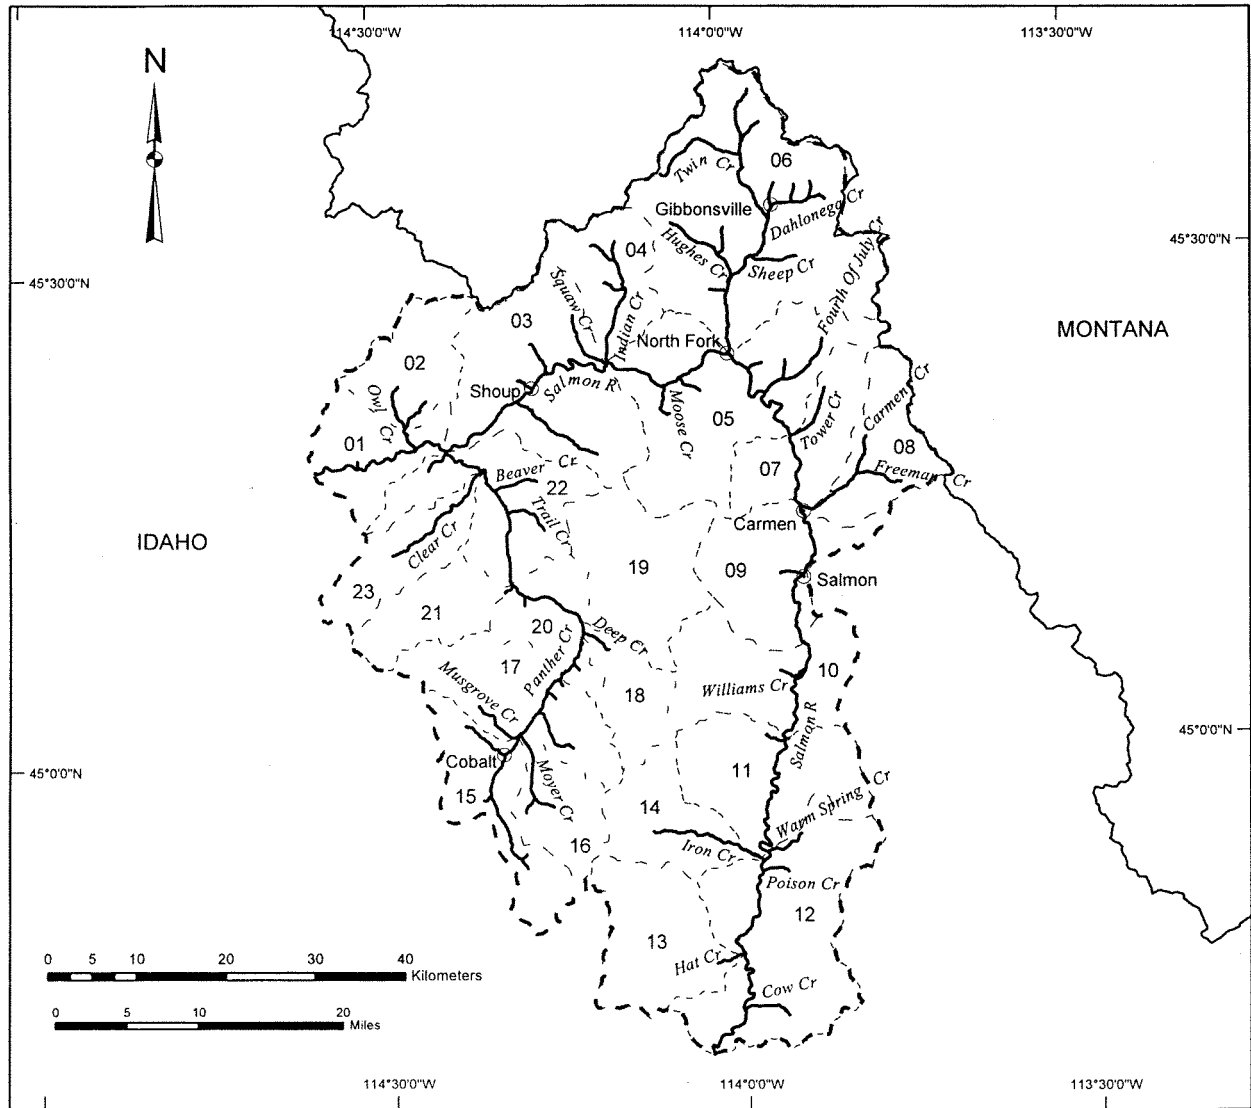 114°30'0"W
114°0'0"W
113°30'0"W
N
06
Twin Cr
Gibbonsville
Dahlonega Cr
45°30'0"N
04
Hughes Cr
Sheep Cr
Fourth Of July Cr
45°30'0"N
Squaw Cr
Indian Cr
03
North Fork
MONTANA
02
Shoup
Salmon R
Owl Cr
Moose Cr
05
Tower Cr
Carmen Cr
01
08
07
Freeman Cr
Beaver Cr
22
Trail Cr
Carmen
IDAHO
Clear Cr
19
09
Salmon
23
21
20
Deep Cr
Panther Cr
17
Musgrove Cr
18
Williams Cr
10
Salmon R
45°0'0"N
Cobalt
45°0'0"N
11
Moyer Cr
15
14
Warm Spring Cr
16
Iron Cr
Poison Cr
12
13
Hat Cr
Cow Cr
0 5 10 20 30 40
Kilometers
0 5 10 20
Miles
114°30'0"W
114°0'0"W
113°30'0"W